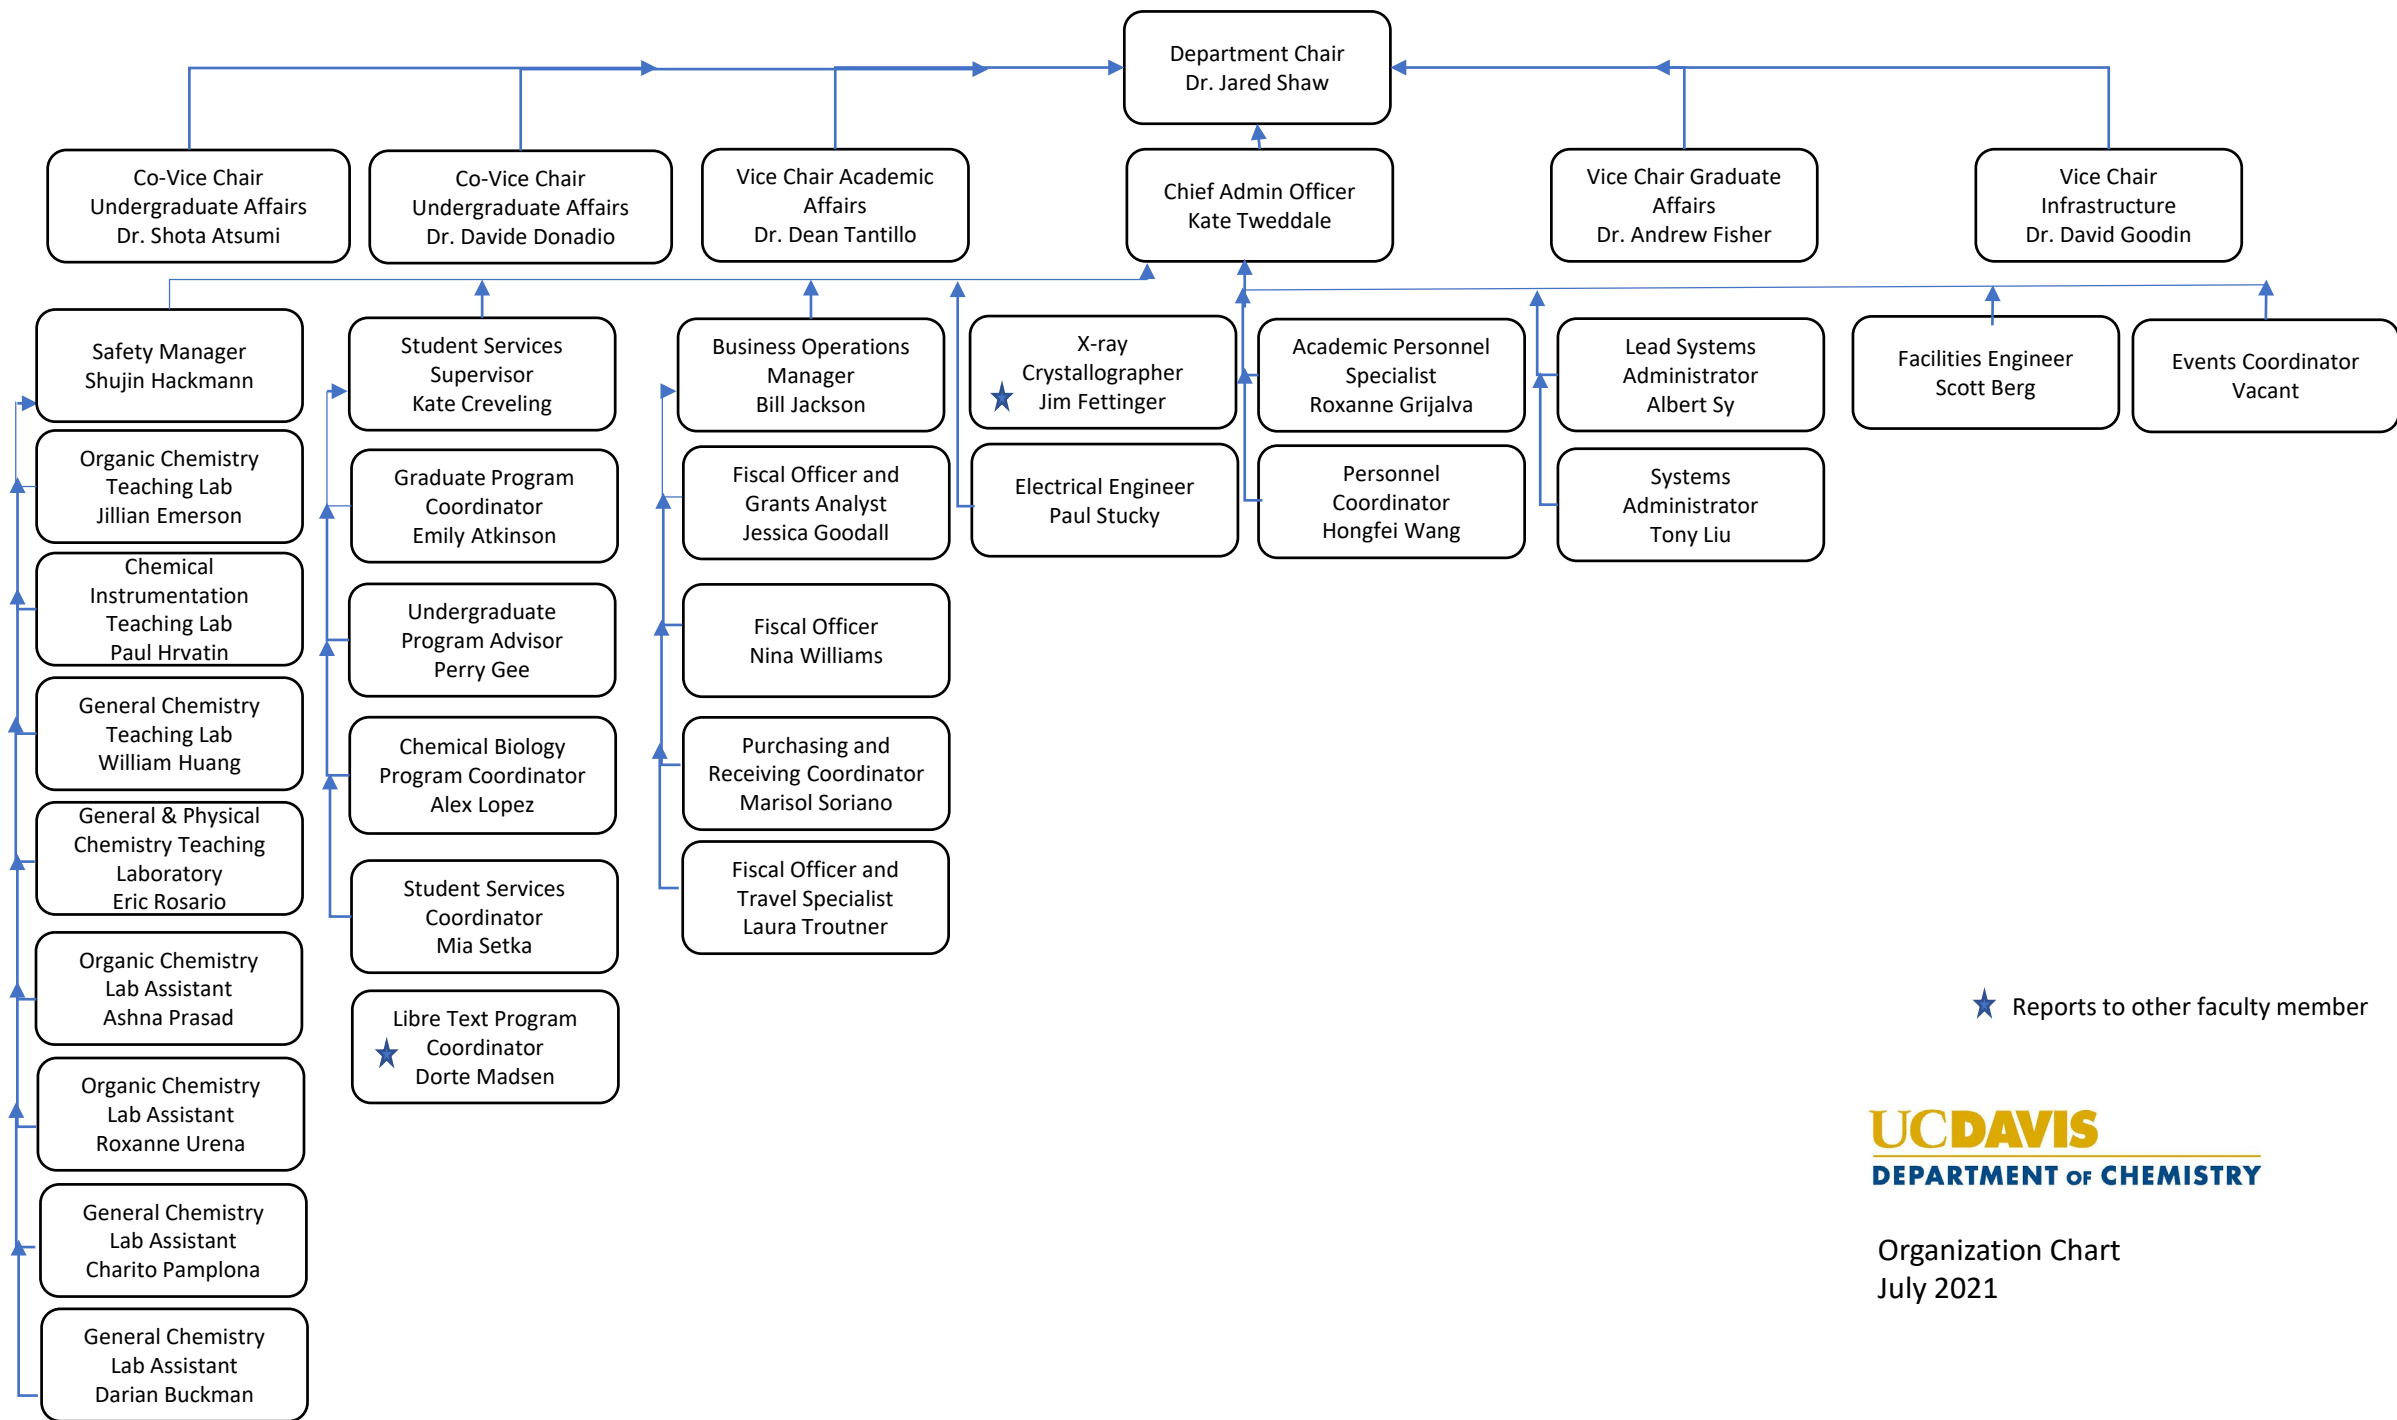 Department Chair
Dr. Jared Shaw
Co-Vice Chair
Undergraduate Affairs
Dr. Shota Atsumi
Co-Vice Chair
Undergraduate Affairs
Dr. Davide Donadio
Vice Chair Academic
Affairs
Dr. Dean Tantillo
Chief Admin Officer
Kate Tweddale
Vice Chair Graduate
Affairs
Dr. Andrew Fisher
Vice Chair
Infrastructure
Dr. David Goodin
Safety Manager
Shujin Hackmann
Student Services
Supervisor
Kate Creveling
Business Operations
Manager
Bill Jackson
X-ray
Crystallographer
Jim Fettinger
Academic Personnel
Specialist
Roxanne Grijalva
Lead Systems
Administrator
Albert Sy
Facilities Engineer
Scott Berg
Events Coordinator
Vacant
Organic Chemistry
Teaching Lab
Jillian Emerson
Graduate Program
Coordinator
Emily Atkinson
Fiscal Officer and
Grants Analyst
Jessica Goodall
Electrical Engineer
Paul Stucky
Personnel
Coordinator
Hongfei Wang
Systems
Administrator
Tony Liu
Chemical
Instrumentation
Teaching Lab
Paul Hrvatin
Undergraduate
Program Advisor
Perry Gee
Fiscal Officer
Nina Williams
General Chemistry
Teaching Lab
William Huang
Chemical Biology
Program Coordinator
Alex Lopez
Purchasing and
Receiving Coordinator
Marisol Soriano
General & Physical
Chemistry Teaching
Laboratory
Eric Rosario
Student Services
Coordinator
Mia Setka
Fiscal Officer and
Travel Specialist
Laura Troutner
Organic Chemistry
Lab Assistant
Ashna Prasad
Libre Text Program
Coordinator
Dorte Madsen
Reports to other faculty member
Organic Chemistry
Lab Assistant
Roxanne Urena
General Chemistry
Lab Assistant
Charito Pamplona
General Chemistry
Lab Assistant
Darian Buckman
UCDAVIS
DEPARTMENT OF CHEMISTRY
Organization Chart
July 2021